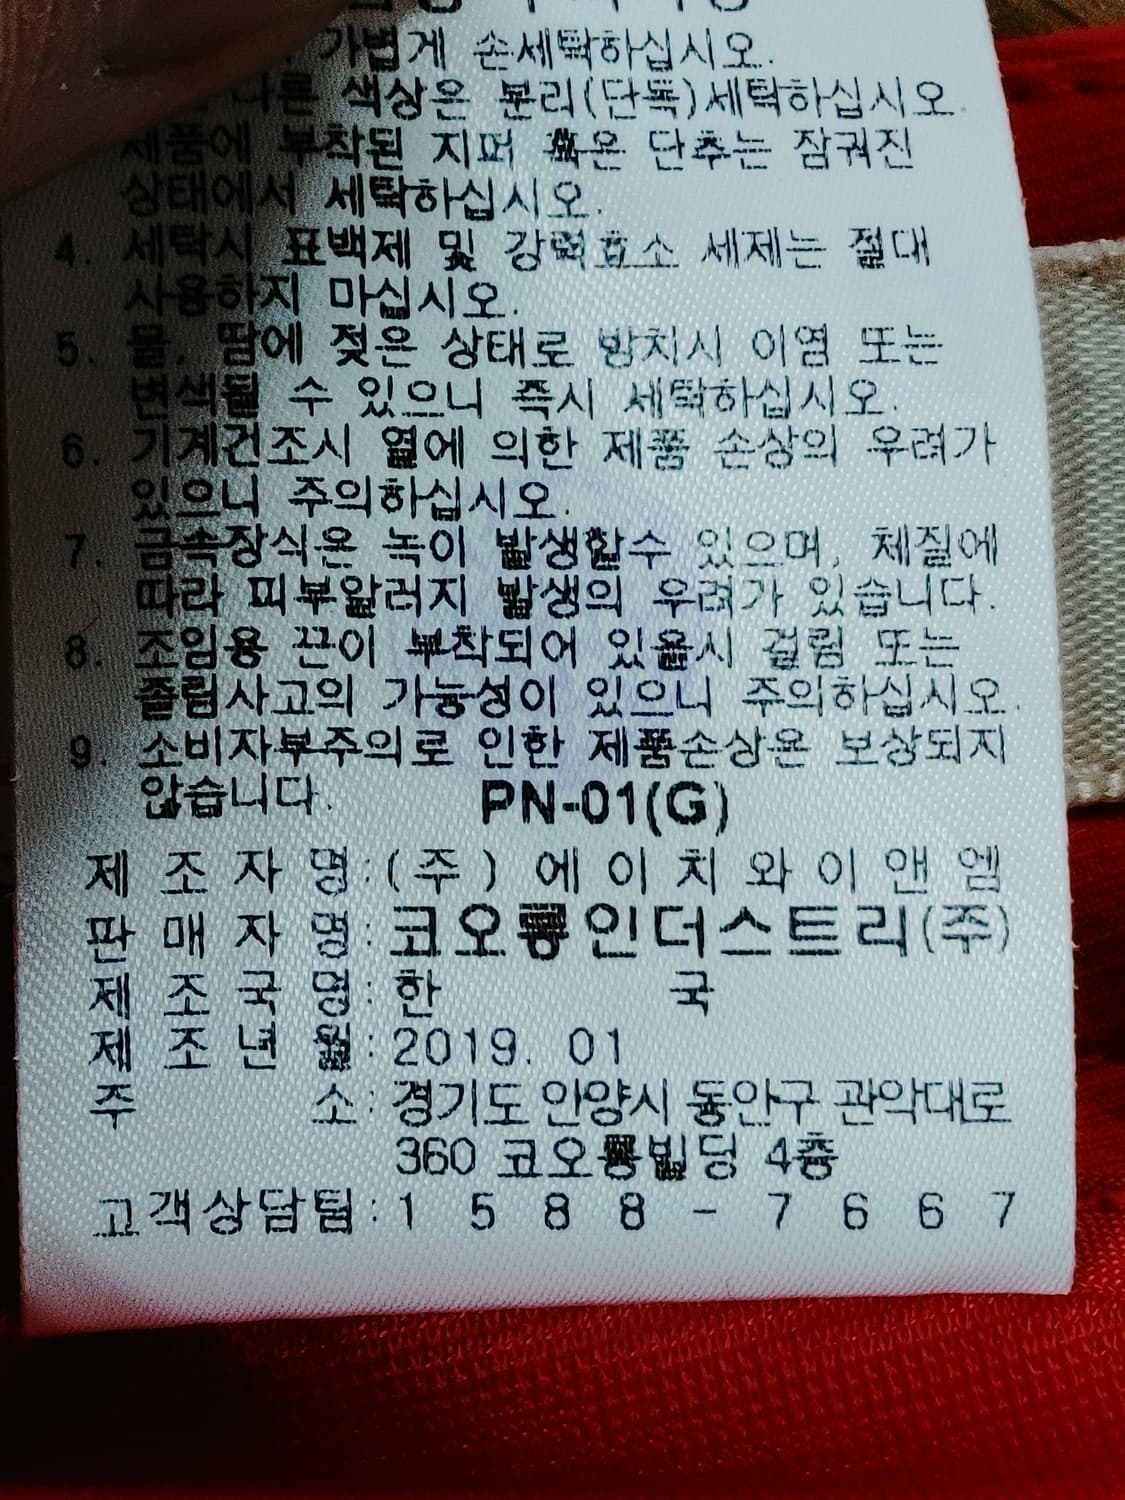 가볍게 손세탁하십시오.
다른 색상은 분리(단독)세탁하십시오.
제품에 부착된 지퍼 혹은 단추는 잠궈진
상태에서 세탁하십시오.
4. 세탁시 표백제 및 강력효소 세제는 절대
사용하지 마십시오.
5. 물, 땀에 젖은 상태로 방치시 이염 또는
변색될 수 있으니 즉시 세탁하십시오.
6. 기계건조시 열에 의한 제품 손상의 우려가
있으니 주의하십시오.
7. 금속장식은 녹이 발생할수 있으며, 체질에
따라 피부알러지 발생의 우려가 있습니다.
8. 조임용 끈이 부착되어 있을시 걸림 또는
졸림사고의 가능성이 있으니 주의하십시오.
9. 소비자부주의로 인한 제품손상은 보상되지
않습니다. PN-01(G)
제 조 자 명:(주) 에이치와이앤엠
판 매 자 명:코오롱인더스트리(주)
제 조 국 명:한 국
제 조 년 월:2019. 01
주 소:경기도 안양시 동안구 관악대로
360 코오롱빌딩 4층
고객상담팀:1 5 8 8 - 7 6 6 7